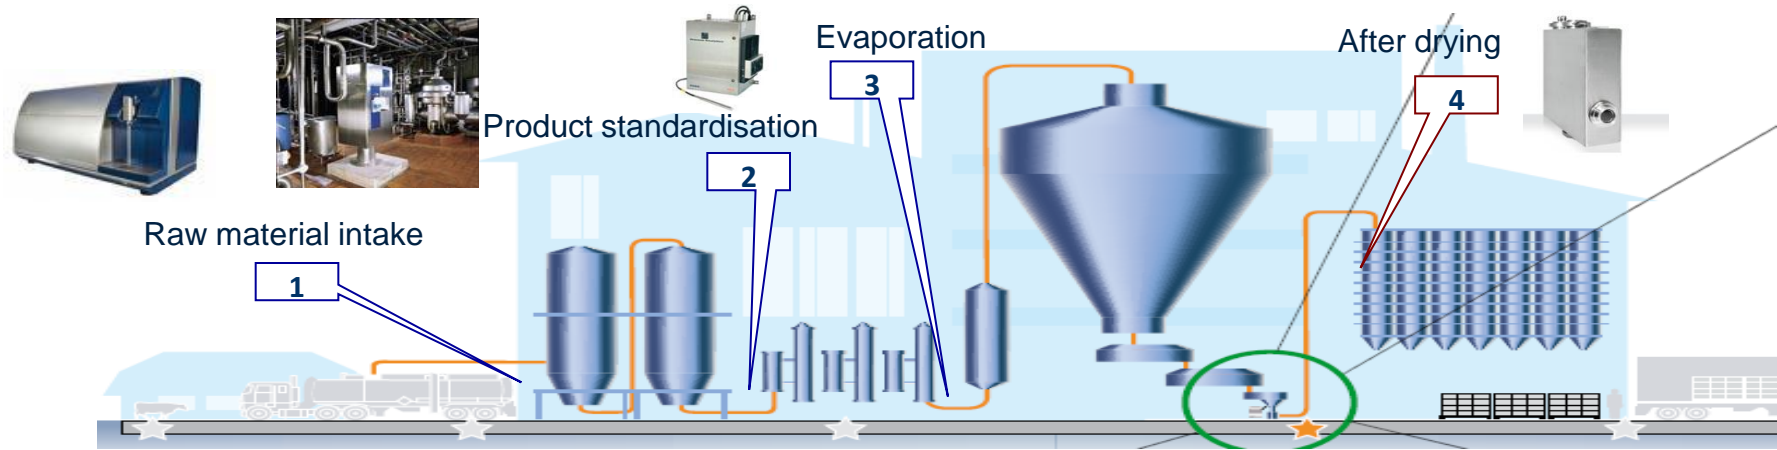 Evaporation
3
After drying
4
Product standardisation
2
Raw material intake
1